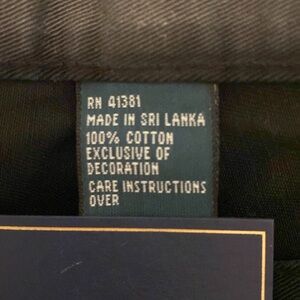 RN 41381
MADE IN SRI LANKA
100% COTTON
EXCLUSIVE OF
DECORATION
CARE INSTRUCTIONS
OVER